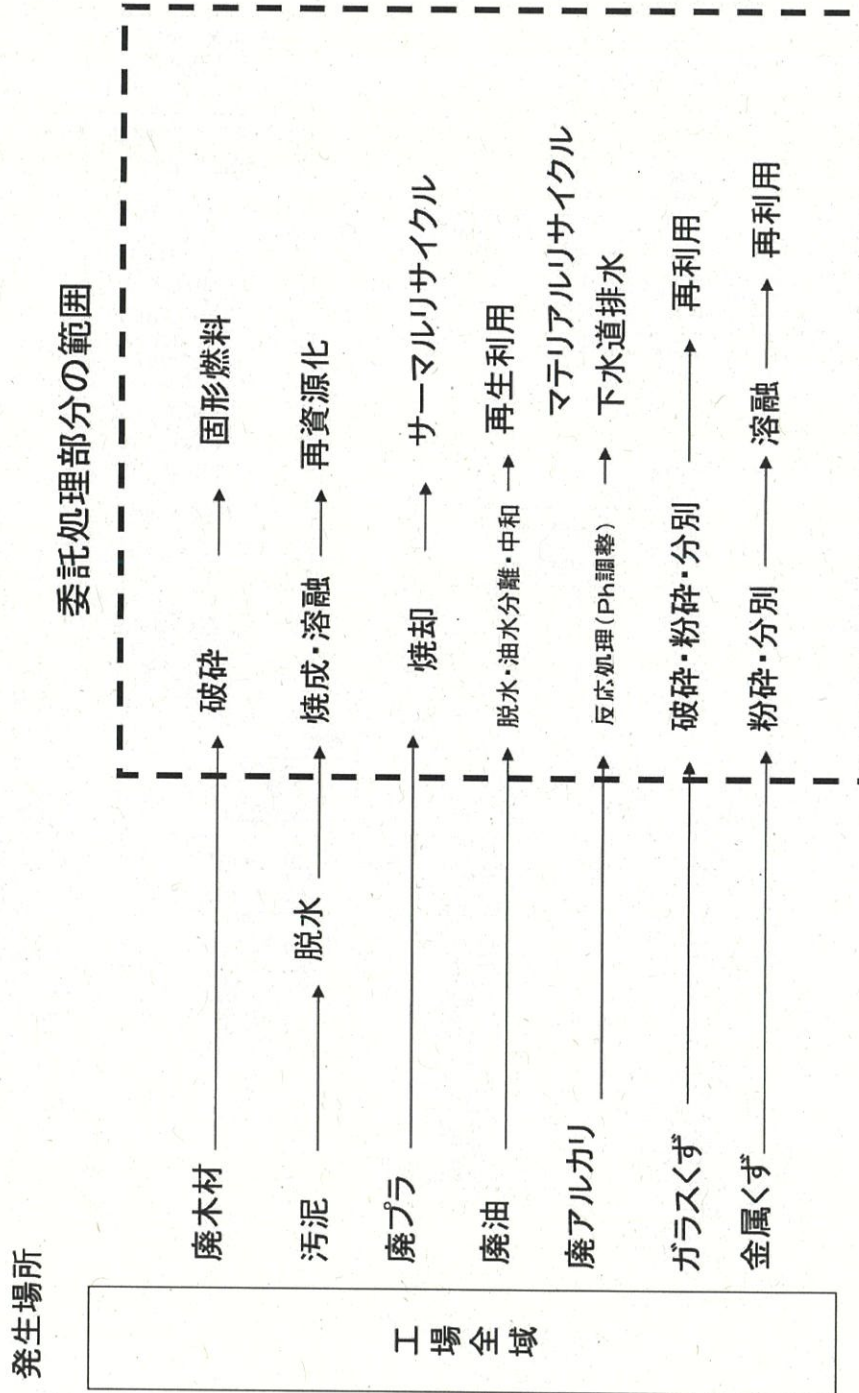 委託処理部分の範囲
発生場所
工場全域
廃木材 → 破砕 → 固形燃料
汚泥 → 脱水 → 焼成・溶融 → 再資源化
廃プラ → 焼却 → サーマルリサイクル
廃油 → 脱水・油水分離・中和 → 再生利用
マテリアルリサイクル
廃アルカリ → 反応処理(Ph調整) → 下水道排水
ガラスくず → 破砕・粉砕・分別 → 再利用
金属くず → 粉砕・分別 → 溶融 → 再利用